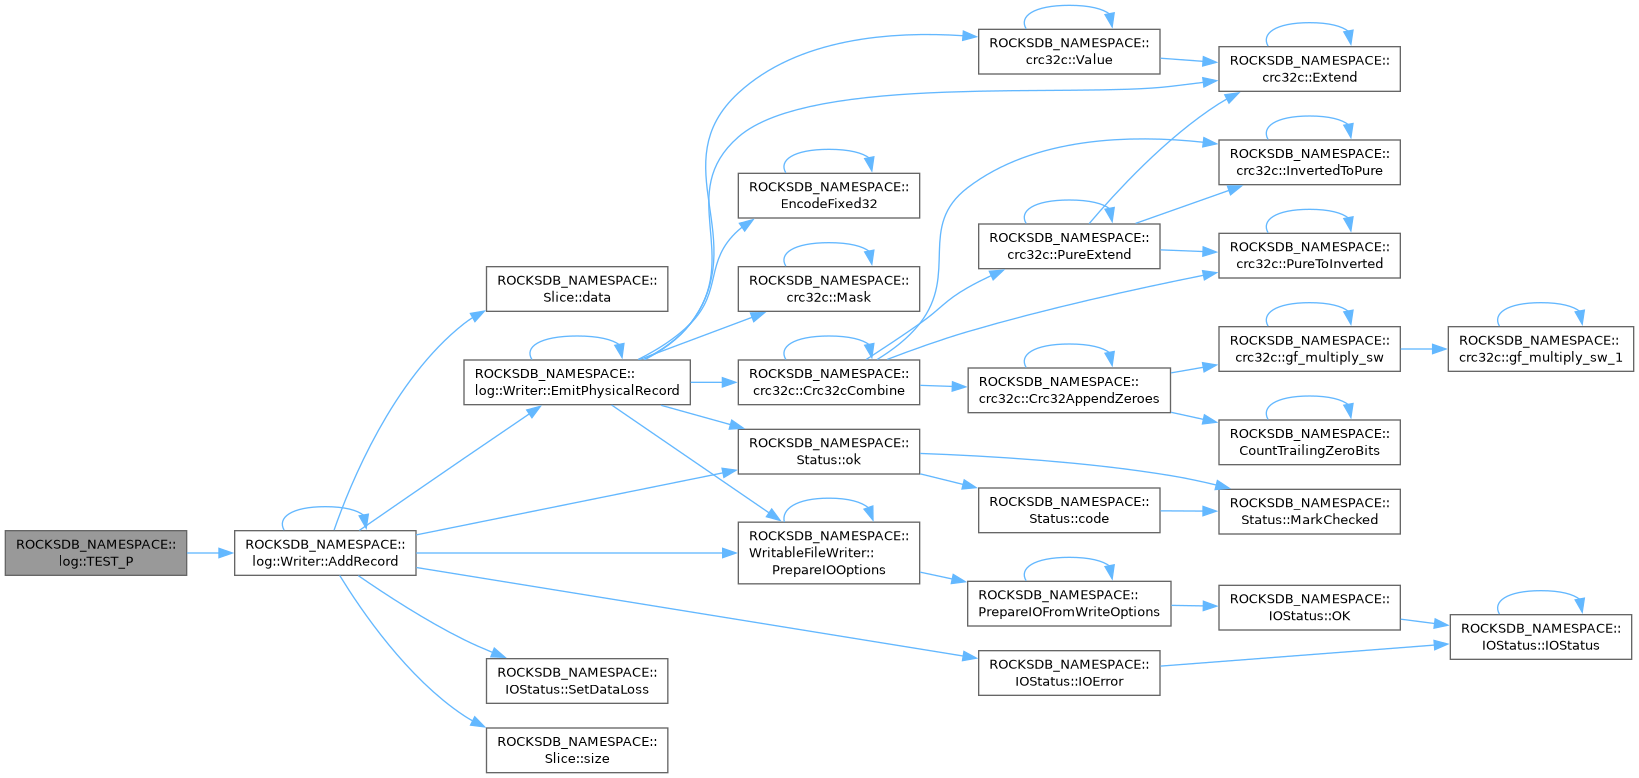 ROCKSDB_NAMESPACE::
log::TEST_P
ROCKSDB_NAMESPACE::
log::Writer::AddRecord
ROCKSDB_NAMESPACE::
Slice::data
ROCKSDB_NAMESPACE::
log::Writer::EmitPhysicalRecord
ROCKSDB_NAMESPACE::
IOStatus::SetDataLoss
ROCKSDB_NAMESPACE::
Slice::size
ROCKSDB_NAMESPACE::
EncodeFixed32
ROCKSDB_NAMESPACE::
crc32c::Mask
ROCKSDB_NAMESPACE::
crc32c::Crc32cCombine
ROCKSDB_NAMESPACE::
Status::ok
ROCKSDB_NAMESPACE::
WritableFileWriter::
PrepareIOOptions
ROCKSDB_NAMESPACE::
crc32c::Value
ROCKSDB_NAMESPACE::
crc32c::PureExtend
ROCKSDB_NAMESPACE::
crc32c::Crc32AppendZeroes
ROCKSDB_NAMESPACE::
Status::code
ROCKSDB_NAMESPACE::
PrepareIOFromWriteOptions
ROCKSDB_NAMESPACE::
IOStatus::IOError
ROCKSDB_NAMESPACE::
crc32c::Extend
ROCKSDB_NAMESPACE::
crc32c::InvertedToPure
ROCKSDB_NAMESPACE::
crc32c::PureToInverted
ROCKSDB_NAMESPACE::
crc32c::gf_multiply_sw
ROCKSDB_NAMESPACE::
CountTrailingZeroBits
ROCKSDB_NAMESPACE::
Status::MarkChecked
ROCKSDB_NAMESPACE::
IOStatus::OK
ROCKSDB_NAMESPACE::
crc32c::gf_multiply_sw_1
ROCKSDB_NAMESPACE::
IOStatus::IOStatus